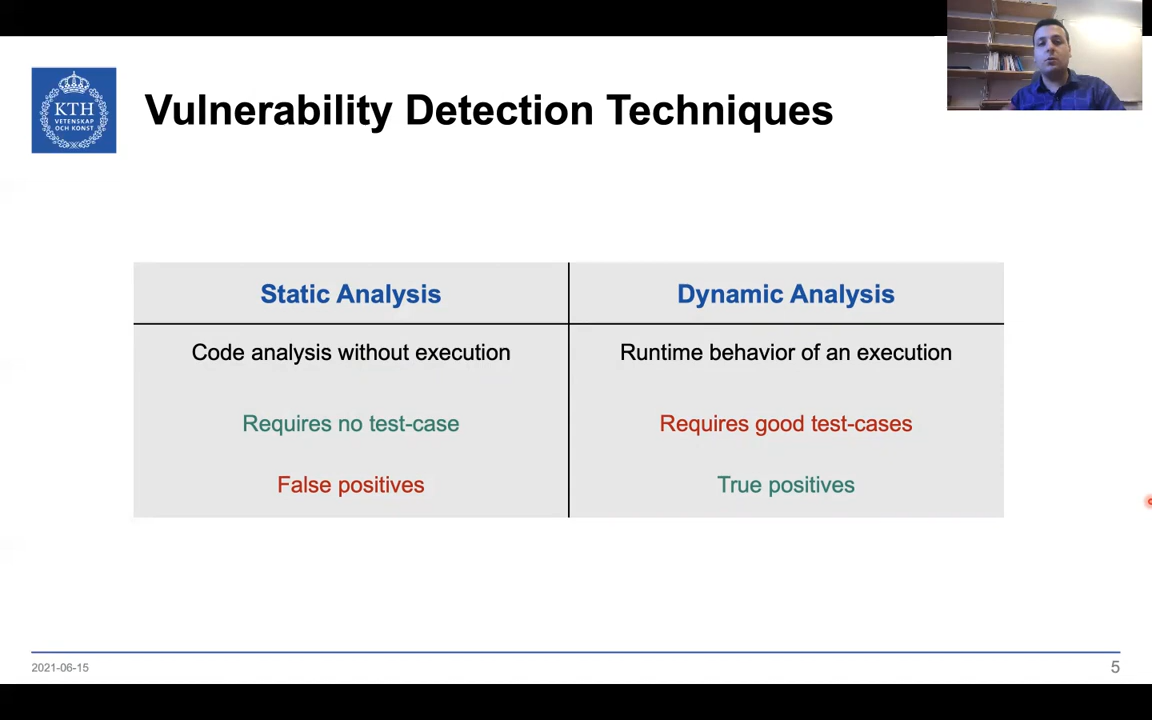 KTH
VETENSKAP
OCH KONST
Vulnerability Detection Techniques
Static Analysis
Dynamic Analysis
Code analysis without execution
Runtime behavior of an execution
Requires no test-case
Requires good test-cases
False positives
True positives
2021-06-15
5